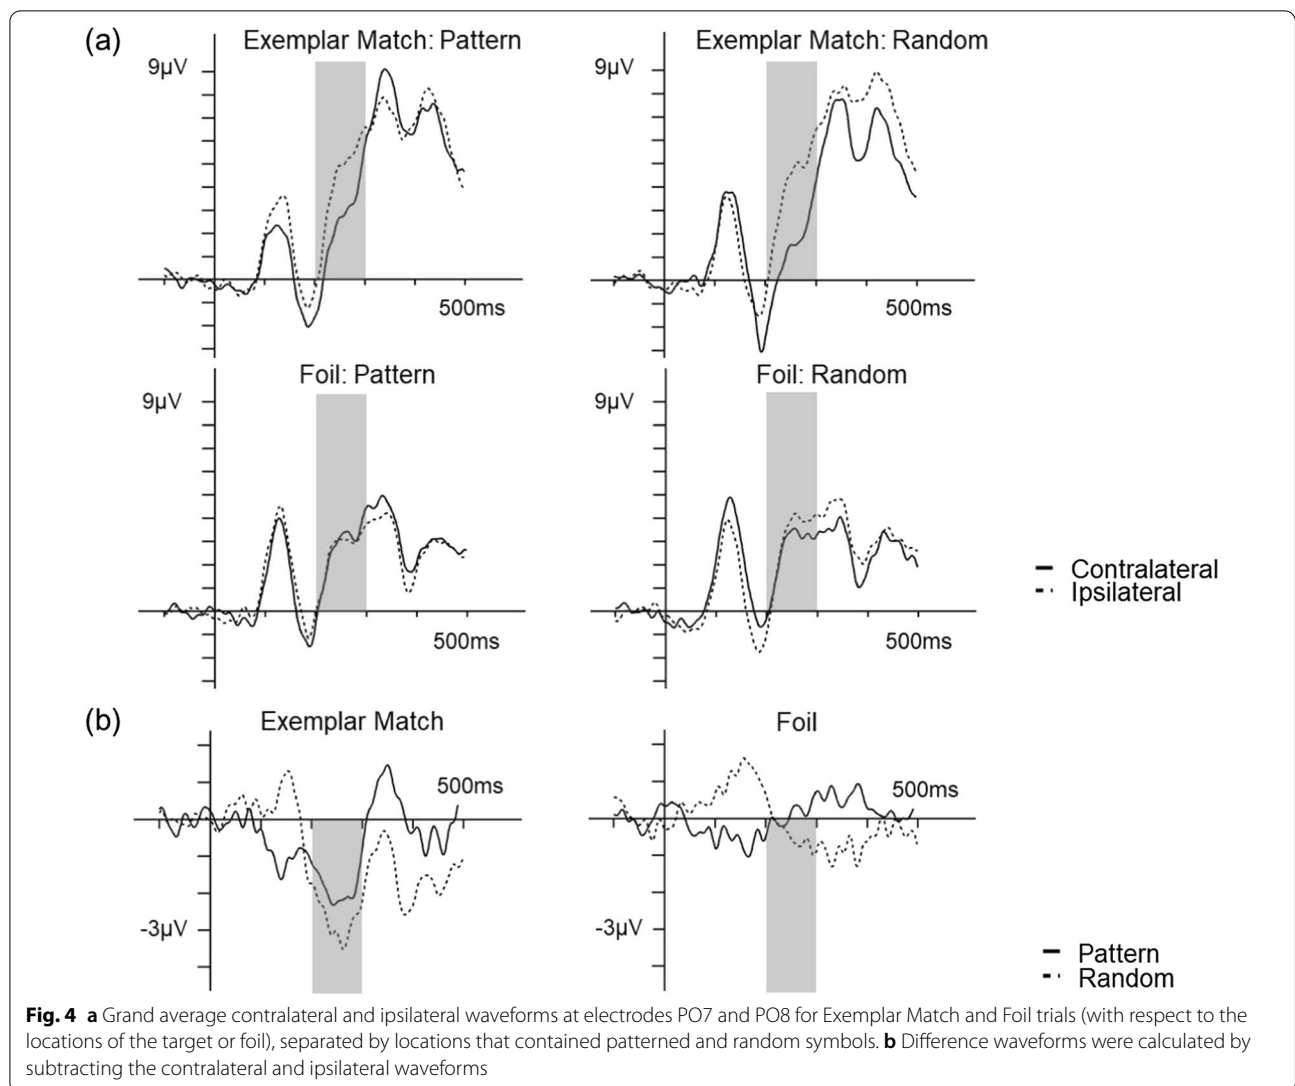 (a)
Exemplar Match: Pattern
Exemplar Match: Random
9µV
9µV
500ms
500ms
Foil: Pattern
Foil: Random
9µV
9µV
500ms
500ms
Contralateral
Ipsilateral
(b)
Exemplar Match
Foil
500ms
500ms
-3µV
-3µV
Pattern
Random
Fig. 4 a Grand average contralateral and ipsilateral waveforms at electrodes PO7 and PO8 for Exemplar Match and Foil trials (with respect to the
locations of the target or foil), separated by locations that contained patterned and random symbols. b Difference waveforms were calculated by
subtracting the contralateral and ipsilateral waveforms